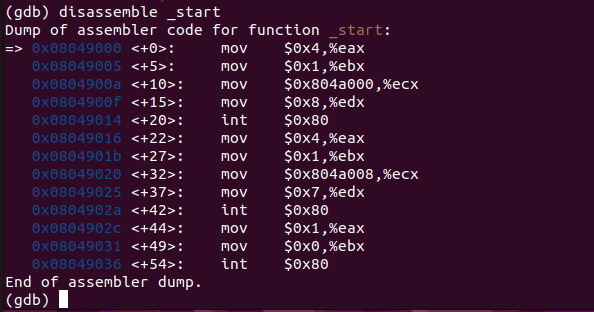 (gdb) disassemble _start
Dump of assembler code for function _start:
=> 0x08049000 <+0>:     mov    $0x4,%eax
   0x08049005 <+5>:     mov    $0x1,%ebx
   0x0804900a <+10>:    mov    $0x804a000,%ecx
   0x0804900f <+15>:    mov    $0x8,%edx
   0x08049014 <+20>:    int    $0x80
   0x08049016 <+22>:    mov    $0x4,%eax
   0x0804901b <+27>:    mov    $0x1,%ebx
   0x08049020 <+32>:    mov    $0x804a008,%ecx
   0x08049025 <+37>:    mov    $0x7,%edx
   0x0804902a <+42>:    int    $0x80
   0x0804902c <+44>:    mov    $0x1,%eax
   0x08049031 <+49>:    mov    $0x0,%ebx
   0x08049036 <+54>:    int    $0x80
End of assembler dump.
(gdb)